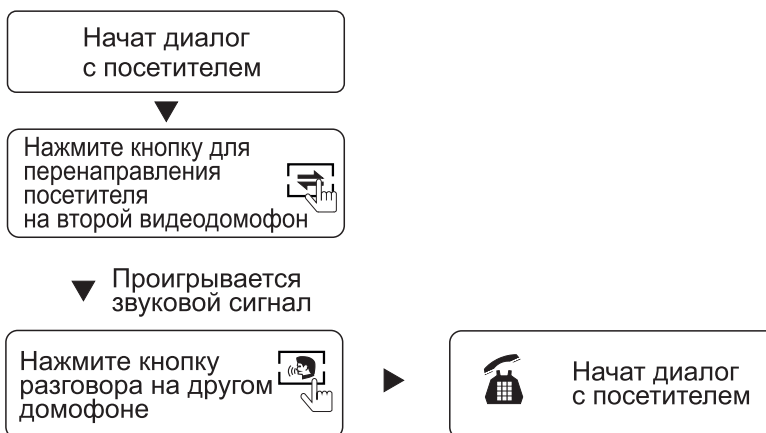 Начат диалог
с посетителем
Нажмите кнопку для
перенаправления
посетителя
на второй видеодомофон
Проигрывается
звуковой сигнал
Нажмите кнопку
разговора на другом
домофоне
Начат диалог
с посетителем